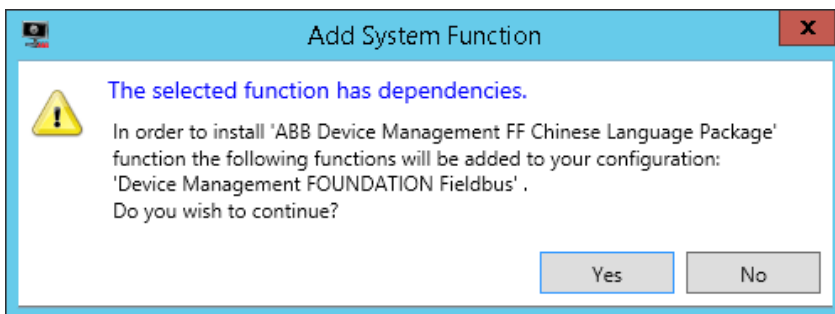 Add System Function
x
The selected function has dependencies.
In order to install 'ABB Device Management FF Chinese Language Package'
function the following functions will be added to your configuration:
'Device Management FOUNDATION Fieldbus' .
Do you wish to continue?
Yes No